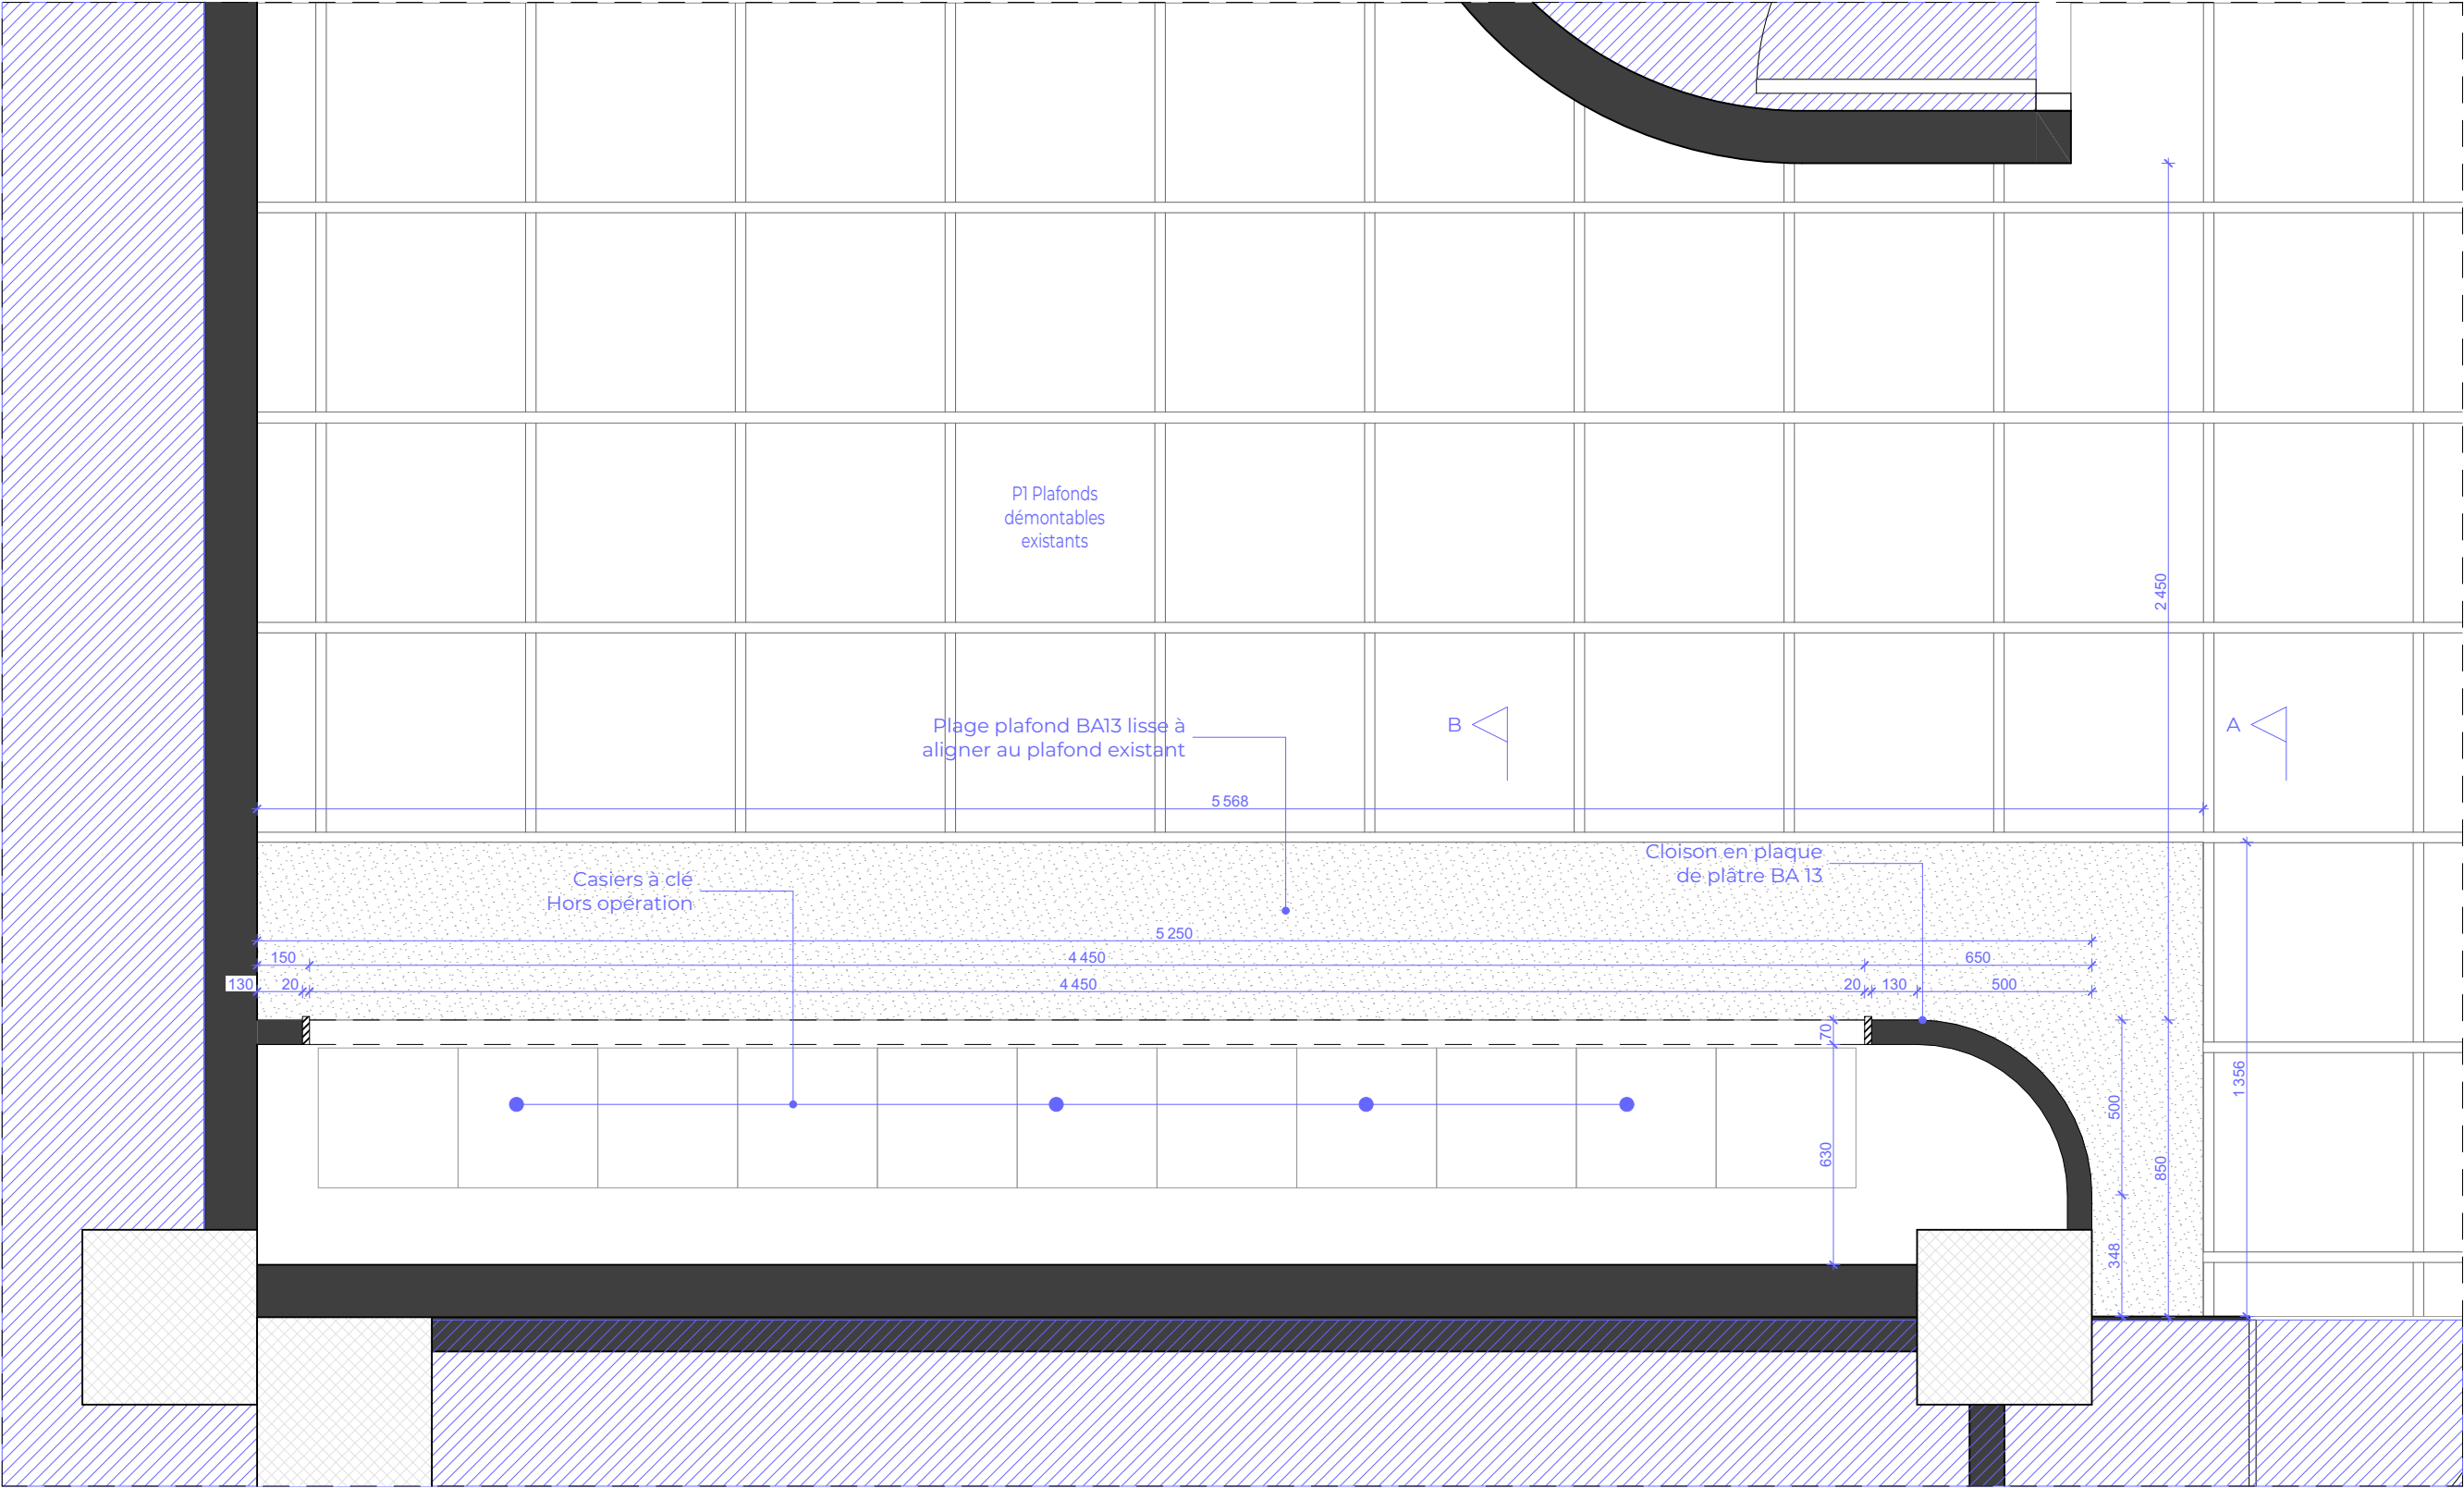 P1 Plafonds
démontables
existants
2 450
Plage plafond BA13 lisse à
aligner au plafond existant
B
A
5 568
Cloison en plaque
de plâtre BA 13
Casiers à clé
Hors opération
5 250
150
4 450
650
130
20
4 450
20
130
500
70
630
500
348
850
1 356